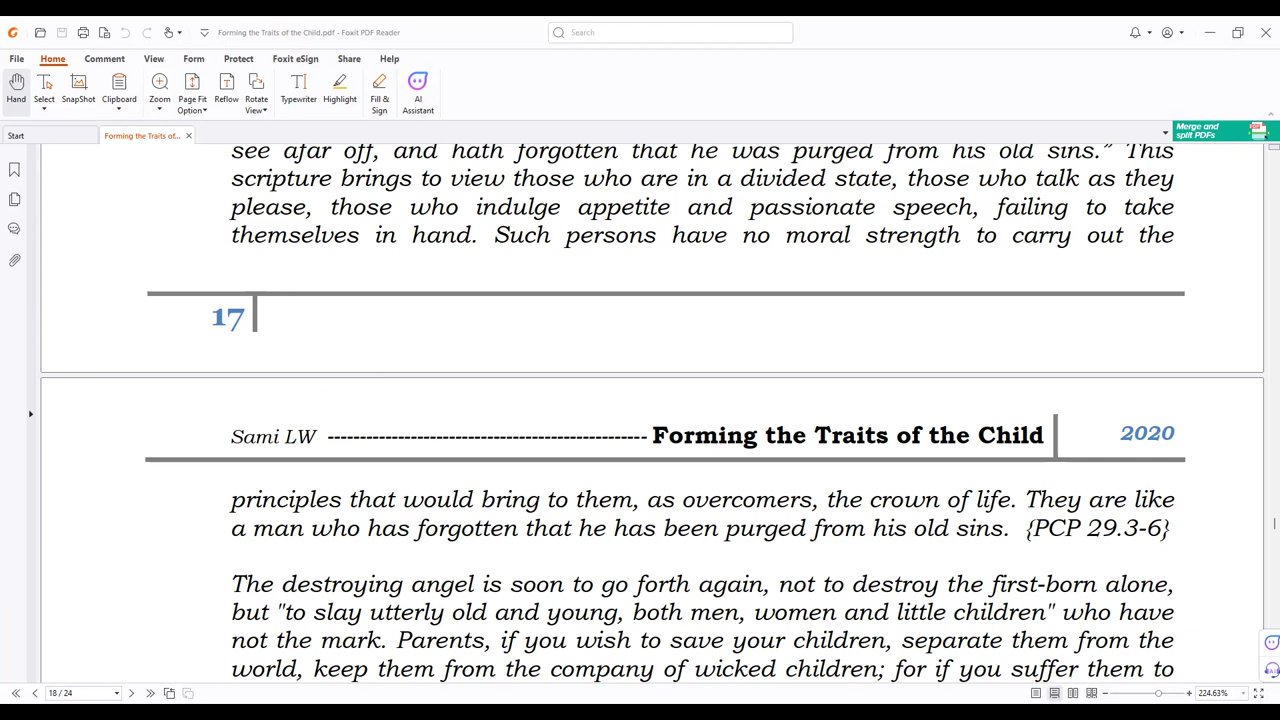 Forming the Traits of the Child.pdf - Foxit PDF Reader
Search
File Home Comment View Form Protect Foxit eSign Share Help
Hand Select SnapShot Clipboard Zoom Page Fit Option Reflow Rotate View Typewriter Highlight Fill & Sign AI Assistant
Start Forming the Traits of... Merge and split PDFs
see afar off, and hath forgotten that he was purged from his old sins.” This
scripture brings to view those who are in a divided state, those who talk as they
please, those who indulge appetite and passionate speech, failing to take
themselves in hand. Such persons have no moral strength to carry out the
17
Sami LW ------------------------------------------------- Forming the Traits of the Child 2020
principles that would bring to them, as overcomers, the crown of life. They are like
a man who has forgotten that he has been purged from his old sins. {PCP 29.3-6}
The destroying angel is soon to go forth again, not to destroy the first-born alone,
but "to slay utterly old and young, both men, women and little children" who have
not the mark. Parents, if you wish to save your children, separate them from the
world, keep them from the company of wicked children; for if you suffer them to
18 / 24 224.63%